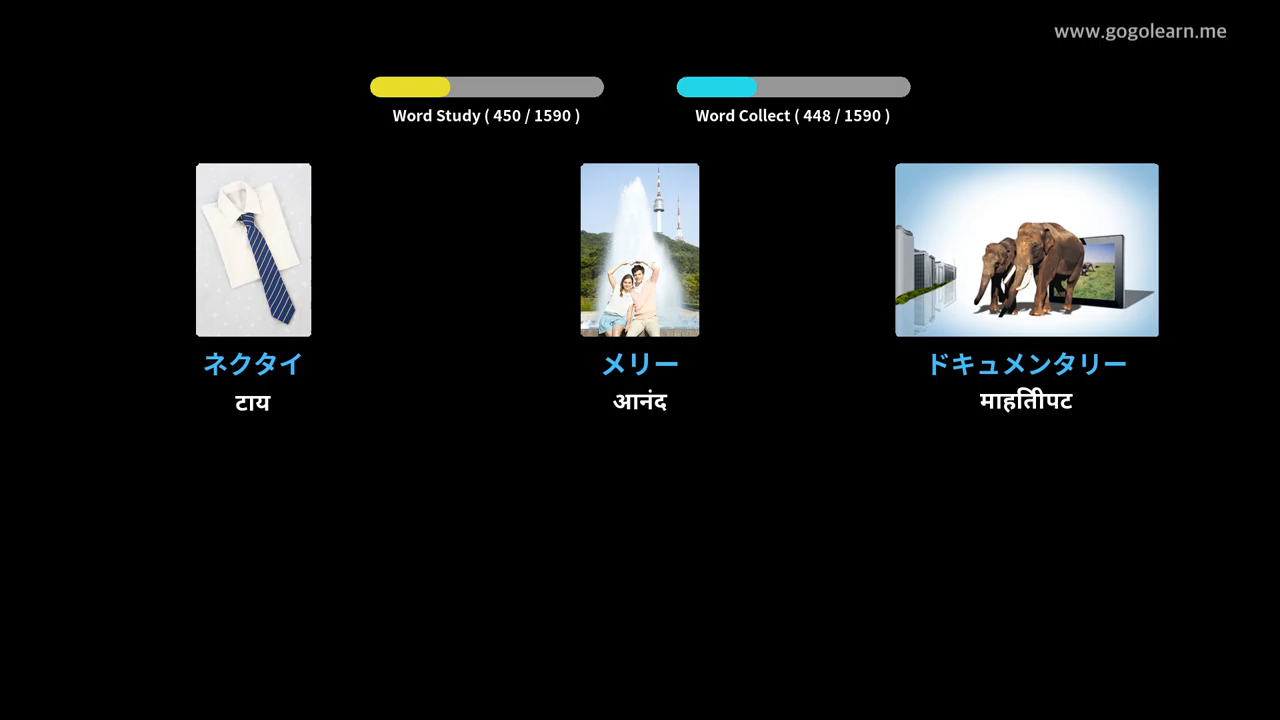 www.gogolearn.me
Word Study ( 450 / 1590 )
Word Collect ( 448 / 1590 )
ネクタイ
टाय
メリー
आनंद
ドキュメンタリー
माहितीपट